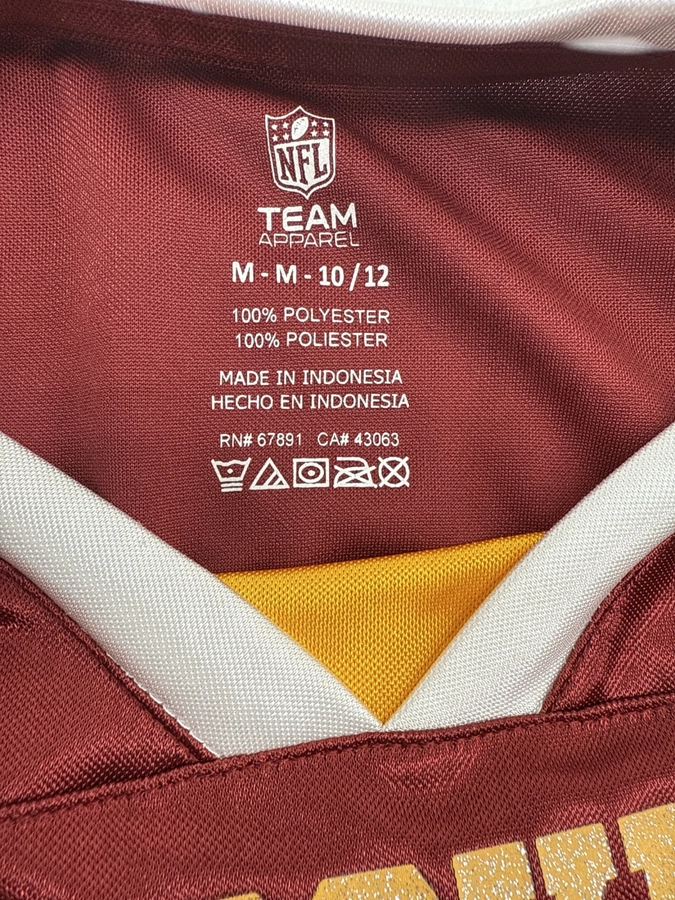 NFL
TEAM
APPAREL
M - M - 10 / 12
100% POLYESTER
100% POLIESTER
MADE IN INDONESIA
HECHO EN INDONESIA
RN# 67891 CA# 43063